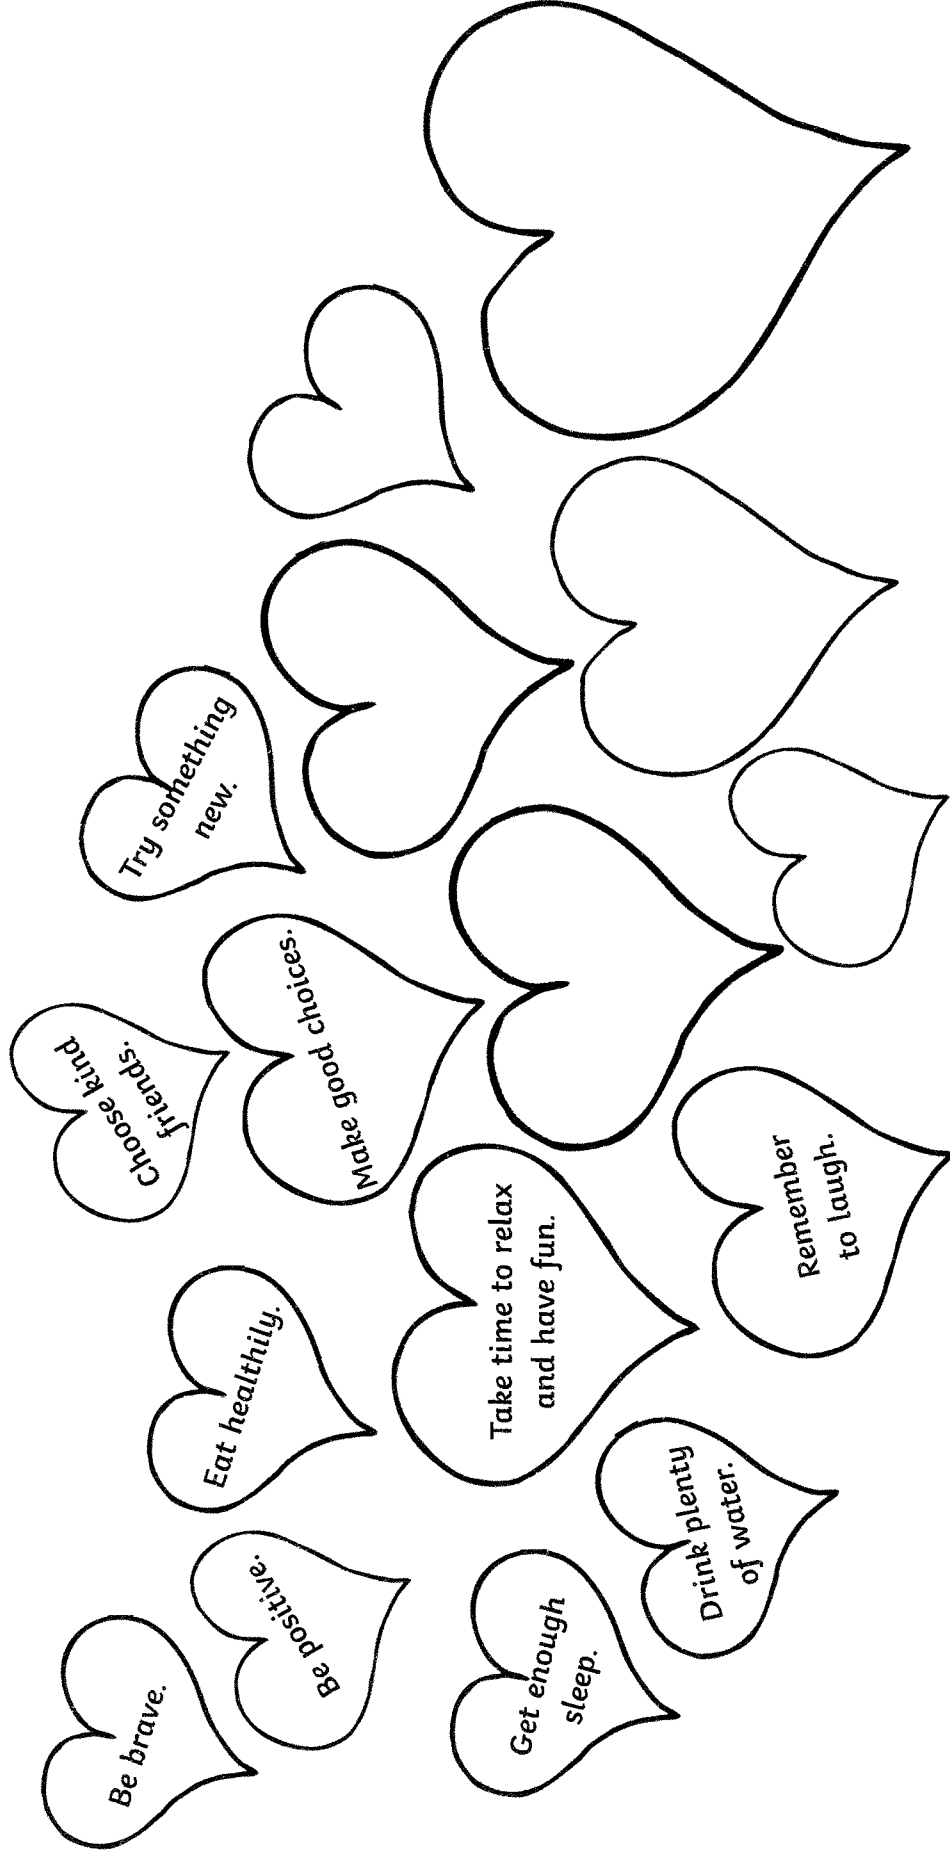 Be brave.
Be positive.
Eat healthily.
Choose kind
friends.
Make good choices.
Try something
new.
Get enough
sleep.
Take time to relax
and have fun.
Drink plenty
of water.
Remember
to laugh.